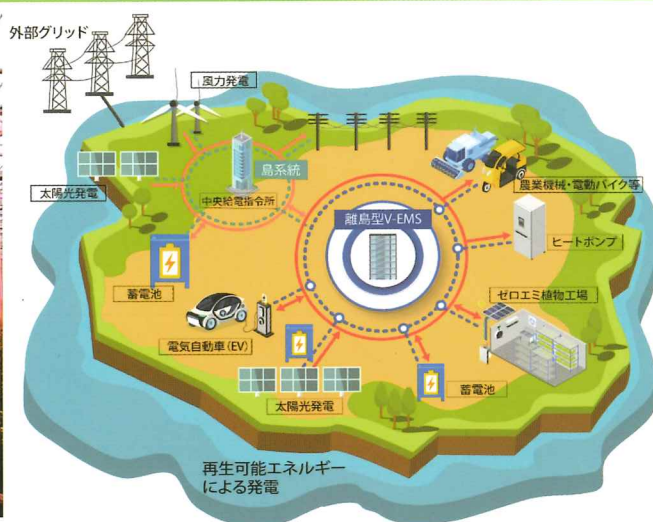 外部グリッド
風力発電
太陽光発電
島系統
中央給電指令所
離島型V-EMS
農業機械・電動バイク等
ヒートポンプ
ゼロエミ植物工場
蓄電池
電気自動車(EV)
太陽光発電
蓄電池
再生可能エネルギー
による発電